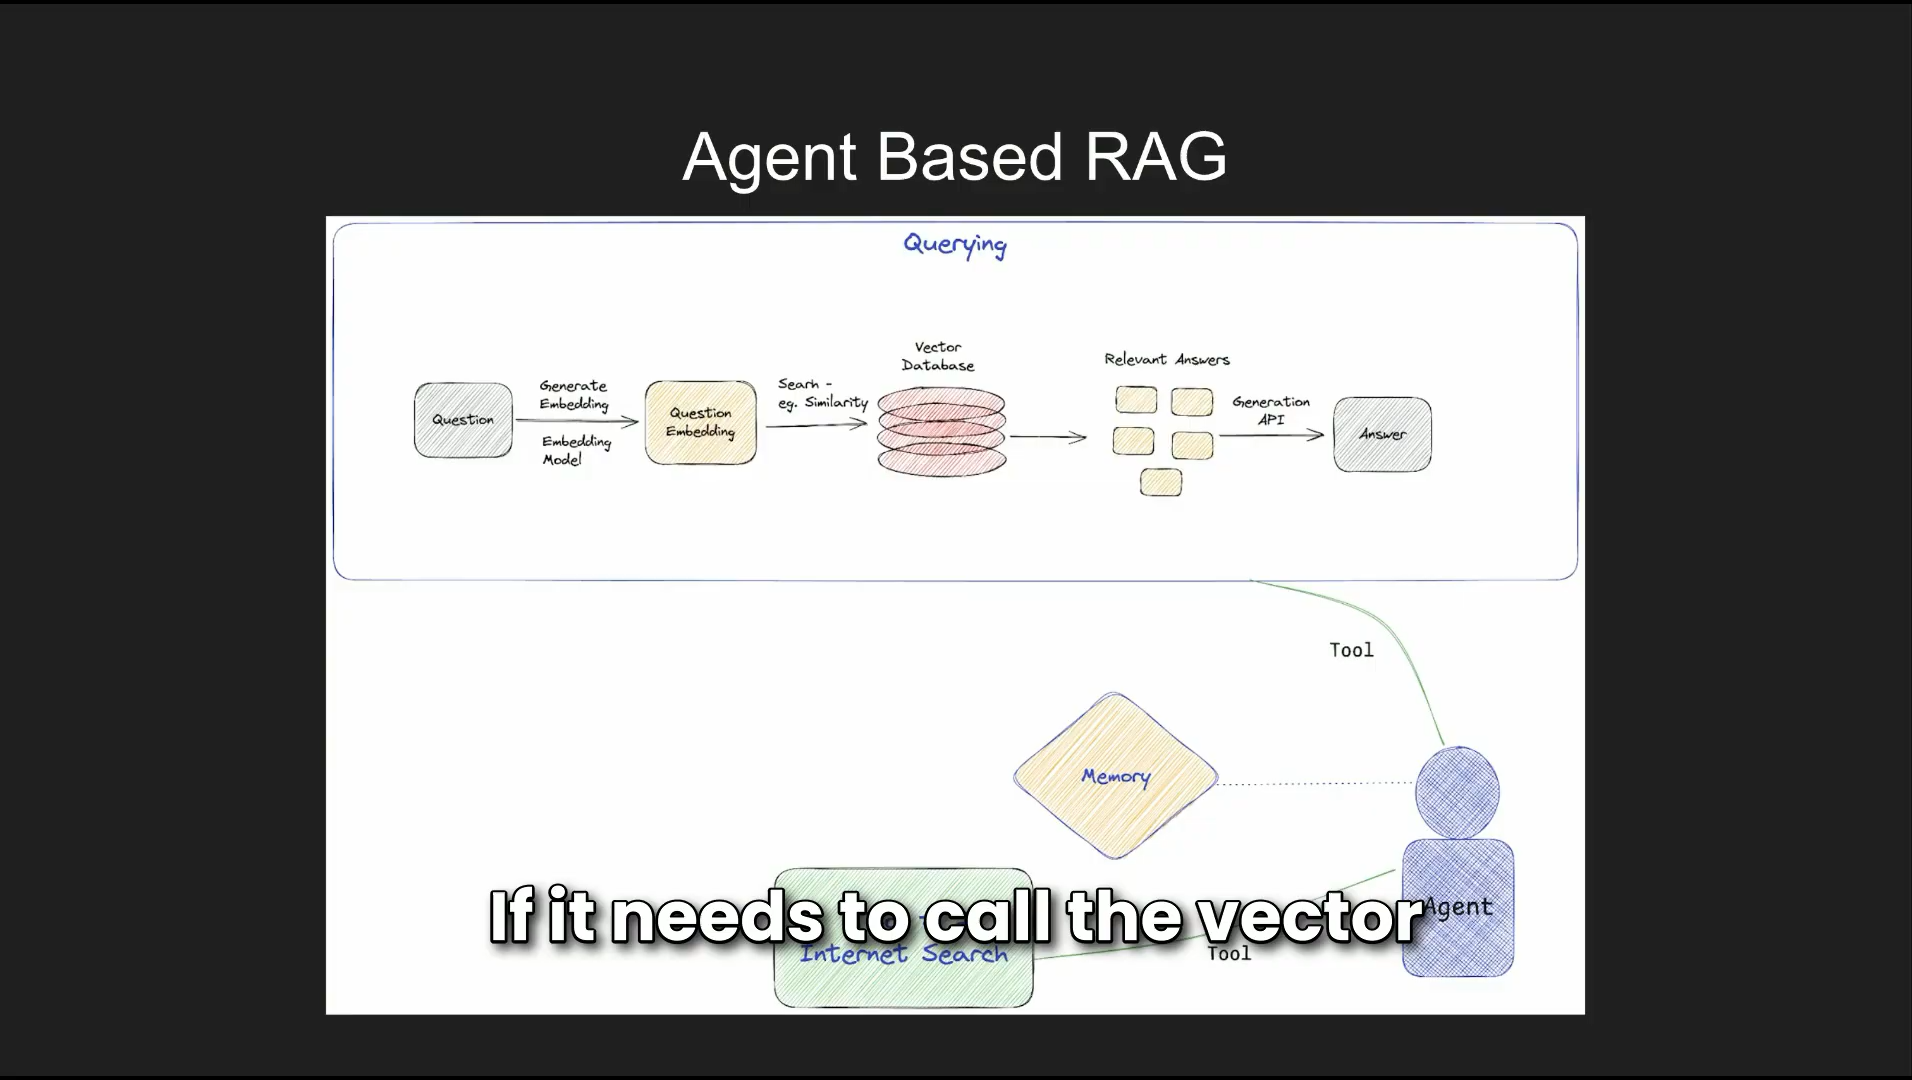 Agent Based RAG
Querying
Question
Generate
Embedding
Embedding
Model
Question
Embedding
Searh -
eg. Similarity
Vector
Database
Relevant Answers
Generation
API
Answer
Tool
Memory
Agent
If it needs to call the vector
Internet Search
Tool